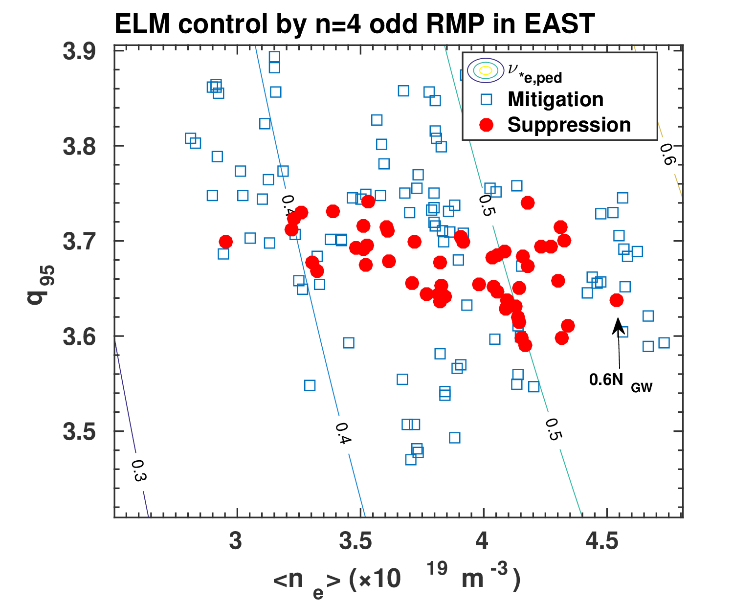 ELM control by n=4 odd RMP in EAST
3.9
3.8
3.7
3.6
3.5
q95
ν*e,ped
Mitigation
Suppression
0.6
0.4
0.5
0.6N GW
0.4
0.5
0.3
3
3.5
4
4.5
<n e> (×10 19 m -3)